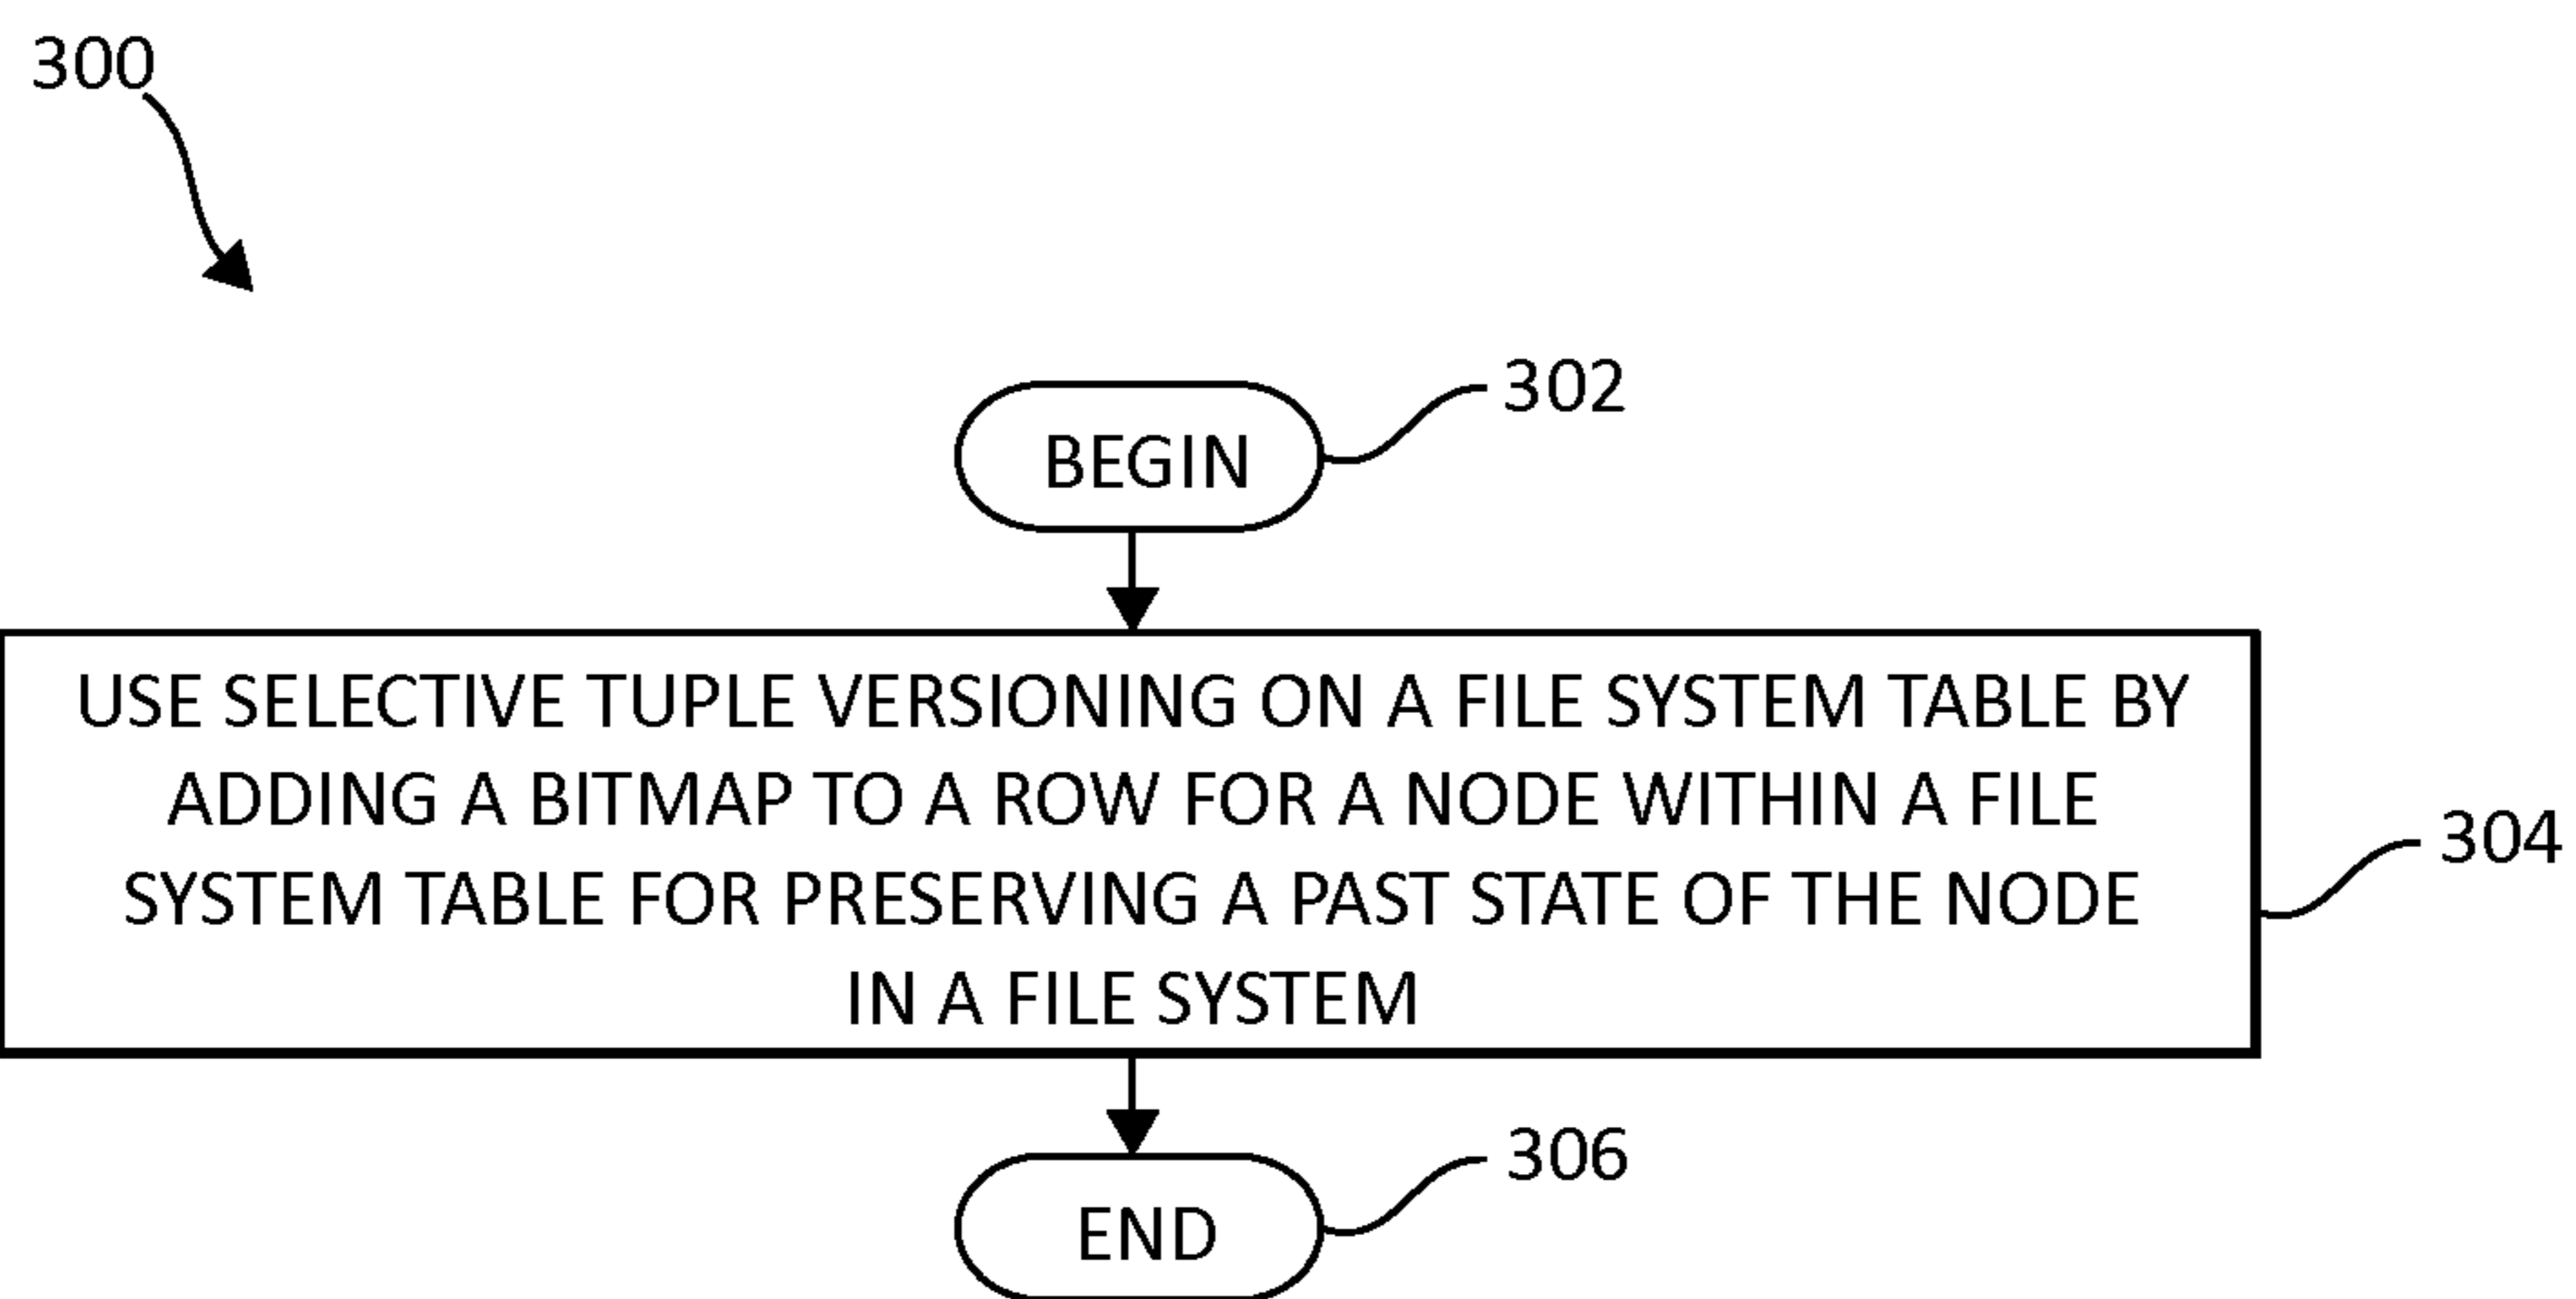 300
302
BEGIN
USE SELECTIVE TUPLE VERSIONING ON A FILE SYSTEM TABLE BY
ADDING A BITMAP TO A ROW FOR A NODE WITHIN A FILE
SYSTEM TABLE FOR PRESERVING A PAST STATE OF THE NODE
IN A FILE SYSTEM
304
306
END